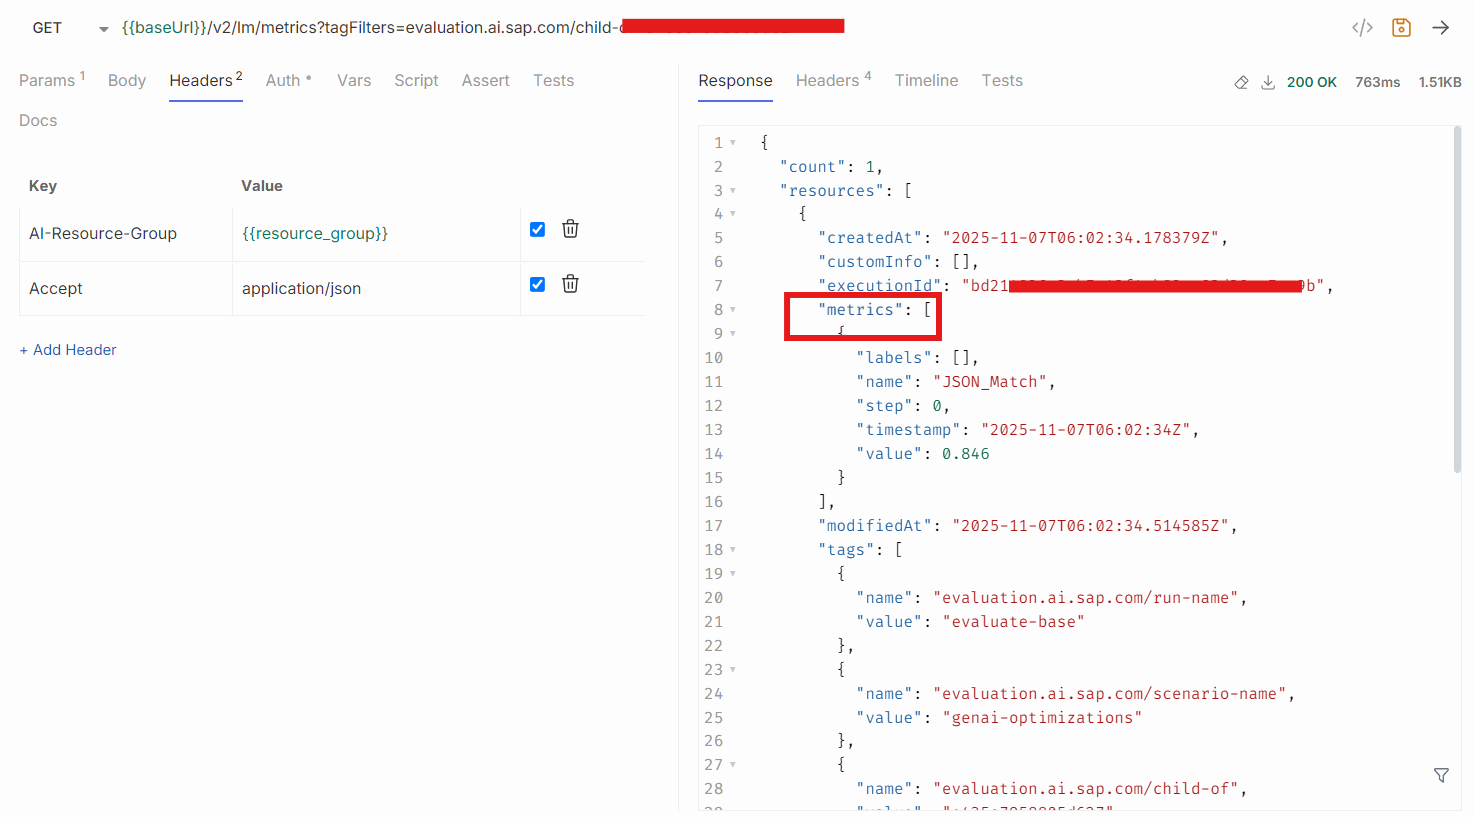 GET {{baseUrl}}/v2/lm/metrics?tagFilters=evaluation.ai.sap.com/child-
Params 1 Body Headers 2 Auth Vars Script Assert Tests
Docs
Key Value
AI-Resource-Group {{resource_group}}
Accept application/json
+ Add Header
Response Headers 4 Timeline Tests 200 OK 763ms 1.51KB
1 {
2 "count": 1,
3 "resources": [
4 {
5 "createdAt": "2025-11-07T06:02:34.178379Z",
6 "customInfo": [],
7 "executionId": "bd21 9b",
8 "metrics": [
9 {
10 "labels": [],
11 "name": "JSON_Match",
12 "step": 0,
13 "timestamp": "2025-11-07T06:02:34Z",
14 "value": 0.846
15 }
16 ],
17 "modifiedAt": "2025-11-07T06:02:34.514585Z",
18 "tags": [
19 {
20 "name": "evaluation.ai.sap.com/run-name",
21 "value": "evaluate-base"
22 },
23 {
24 "name": "evaluation.ai.sap.com/scenario-name",
25 "value": "genai-optimizations"
26 },
27 {
28 "name": "evaluation.ai.sap.com/child-of",